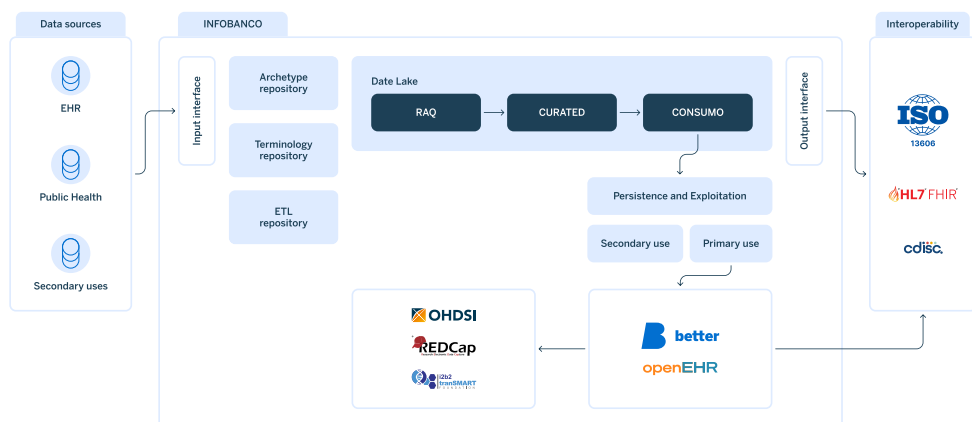 Data sources
EHR
Public Health
Secondary uses
INFOBANCO
Input interface
Archetype
repository
Terminology
repository
ETL
repository
Date Lake
RAQ
CURATED
CONSUMO
Output interface
Persistence and Exploitation
Secondary use
Primary use
OHDSI
REDCap
i2b2
tranSMART
better
openEHR
Interoperability
ISO
13606
HL7 FHIR
cdisc